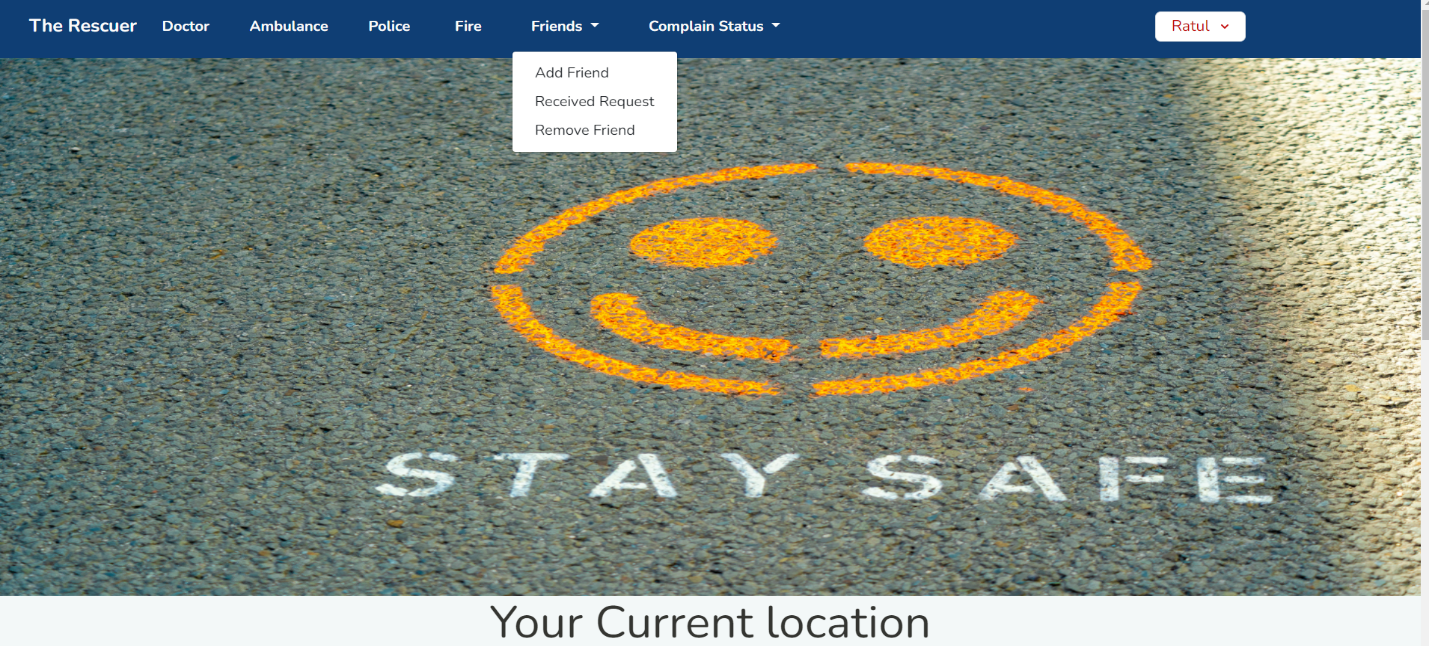 The Rescuer Doctor Ambulance Police Fire Friends Complain Status Ratul
Add Friend
Received Request
Remove Friend
STAY SAFE
Your Current location